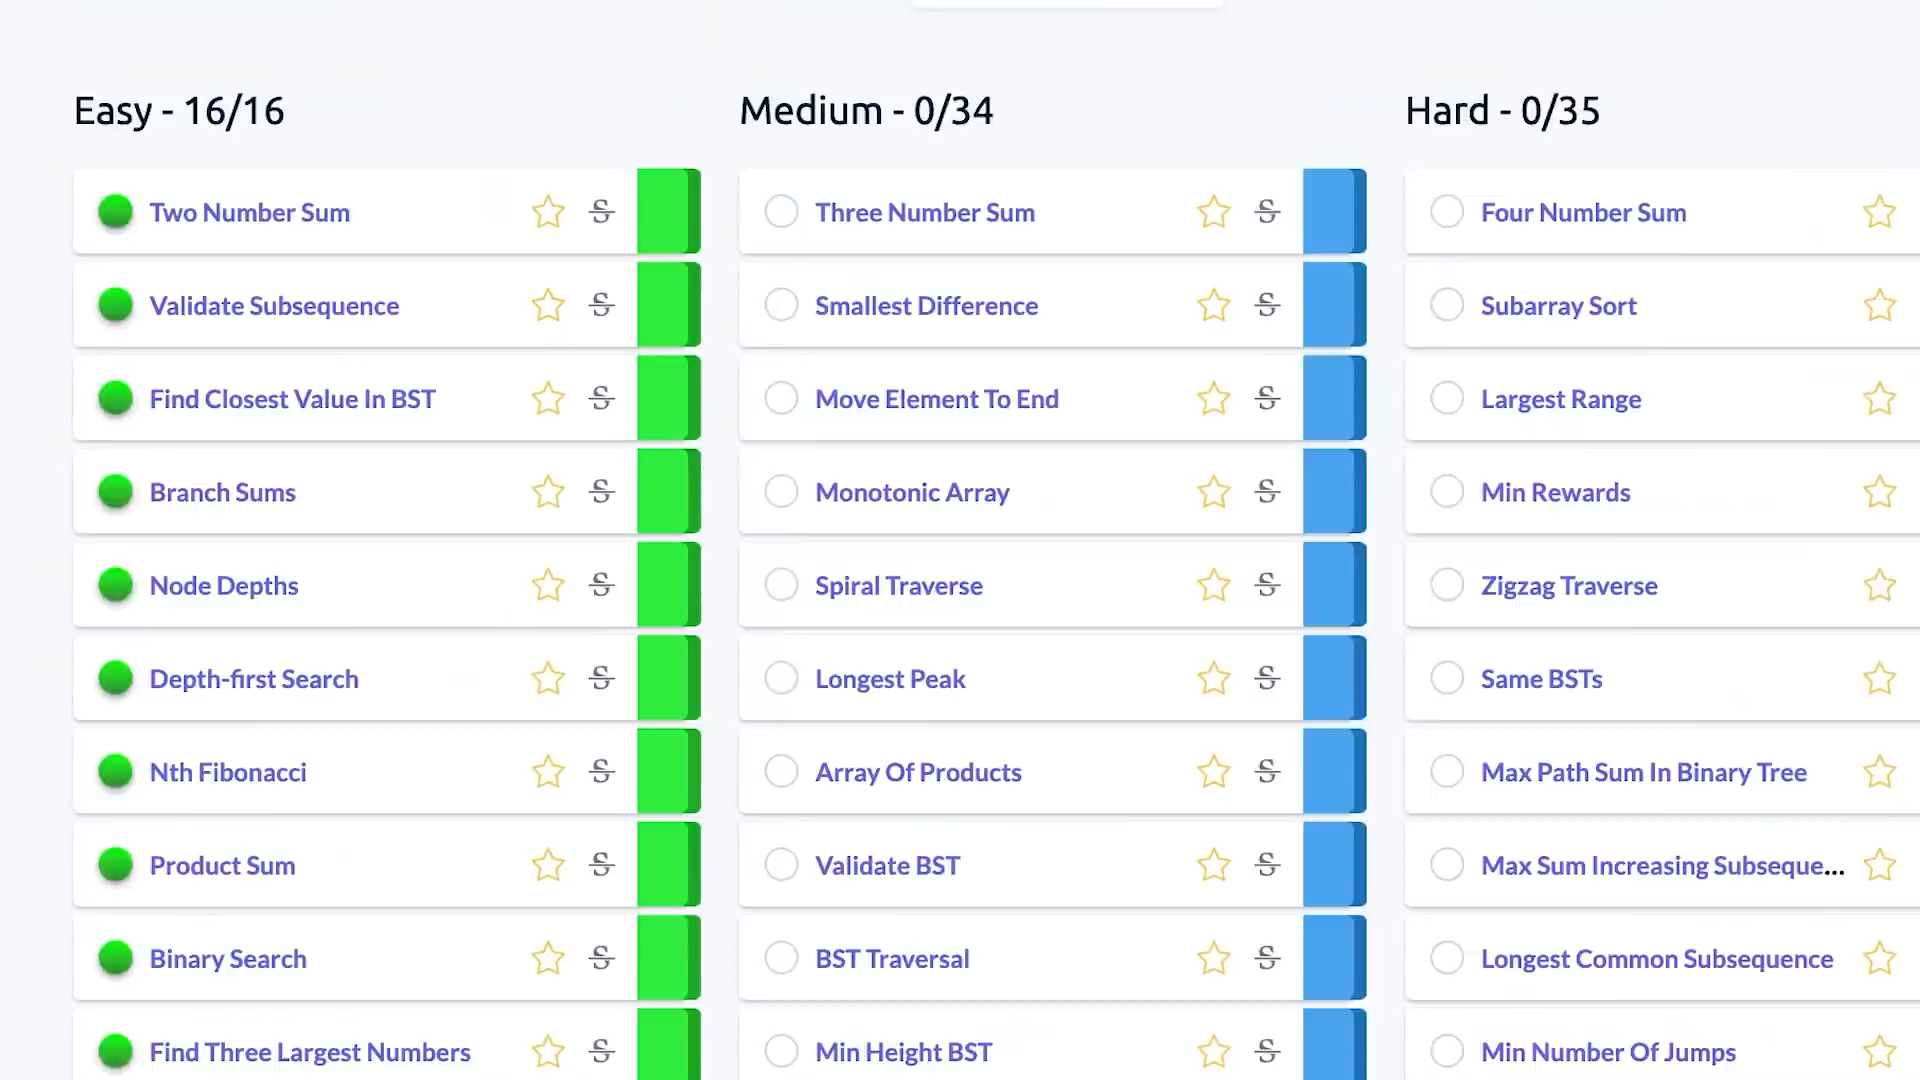 Easy - 16/16
Two Number Sum
Validate Subsequence
Find Closest Value In BST
Branch Sums
Node Depths
Depth-first Search
Nth Fibonacci
Product Sum
Binary Search
Find Three Largest Numbers
Medium - 0/34
Three Number Sum
Smallest Difference
Move Element To End
Monotonic Array
Spiral Traverse
Longest Peak
Array Of Products
Validate BST
BST Traversal
Min Height BST
Hard - 0/35
Four Number Sum
Subarray Sort
Largest Range
Min Rewards
Zigzag Traverse
Same BSTs
Max Path Sum In Binary Tree
Max Sum Increasing Subseque...
Longest Common Subsequence
Min Number Of Jumps